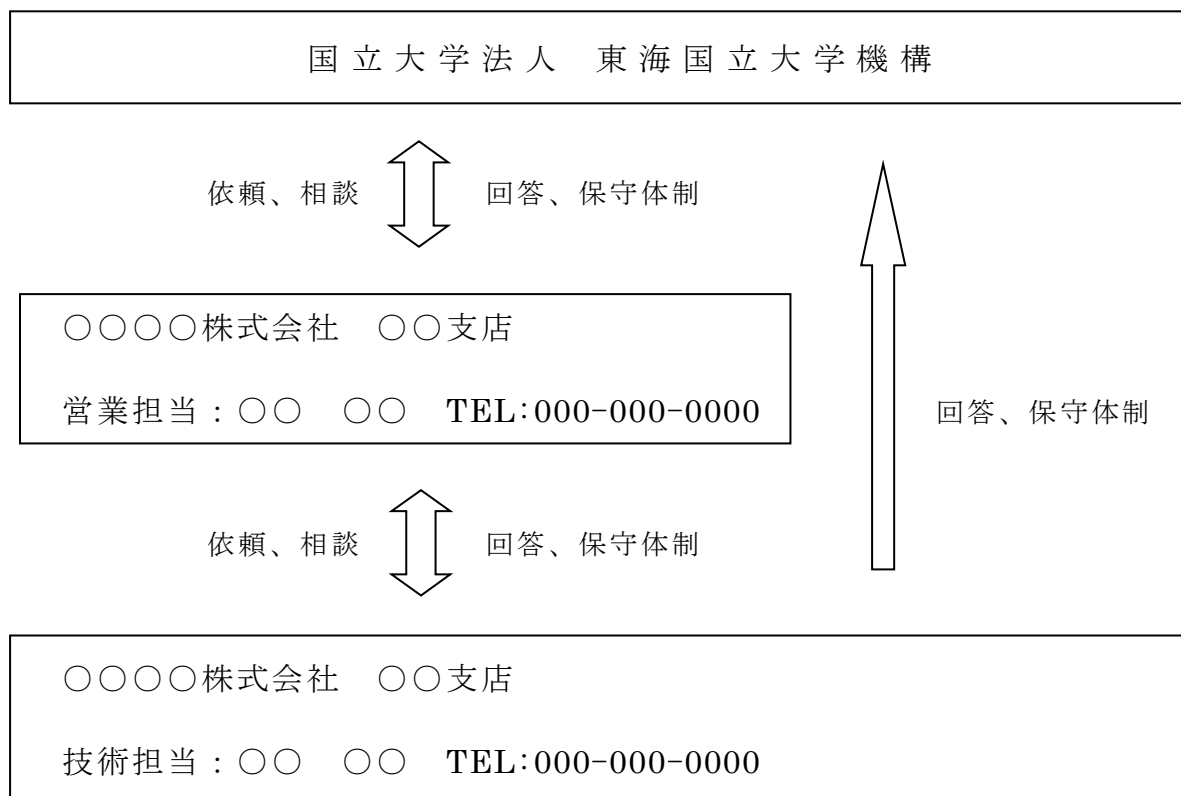 国立大学法人　東海国立大学機構
依頼、相談　回答、保守体制
○○○○株式会社　○○支店
営業担当：○○　○○　TEL:000-000-0000
回答、保守体制
依頼、相談　回答、保守体制
○○○○株式会社　○○支店
技術担当：○○　○○　TEL:000-000-0000